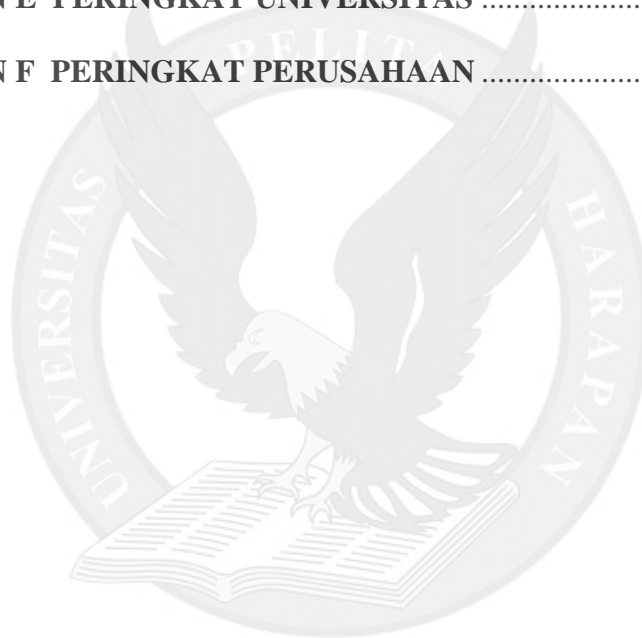 N E PERINGKAT UNIVERSITAS ....................
N F PERINGKAT PERUSAHAAN ....................
UNIVERSITAS PELITA HARAPAN